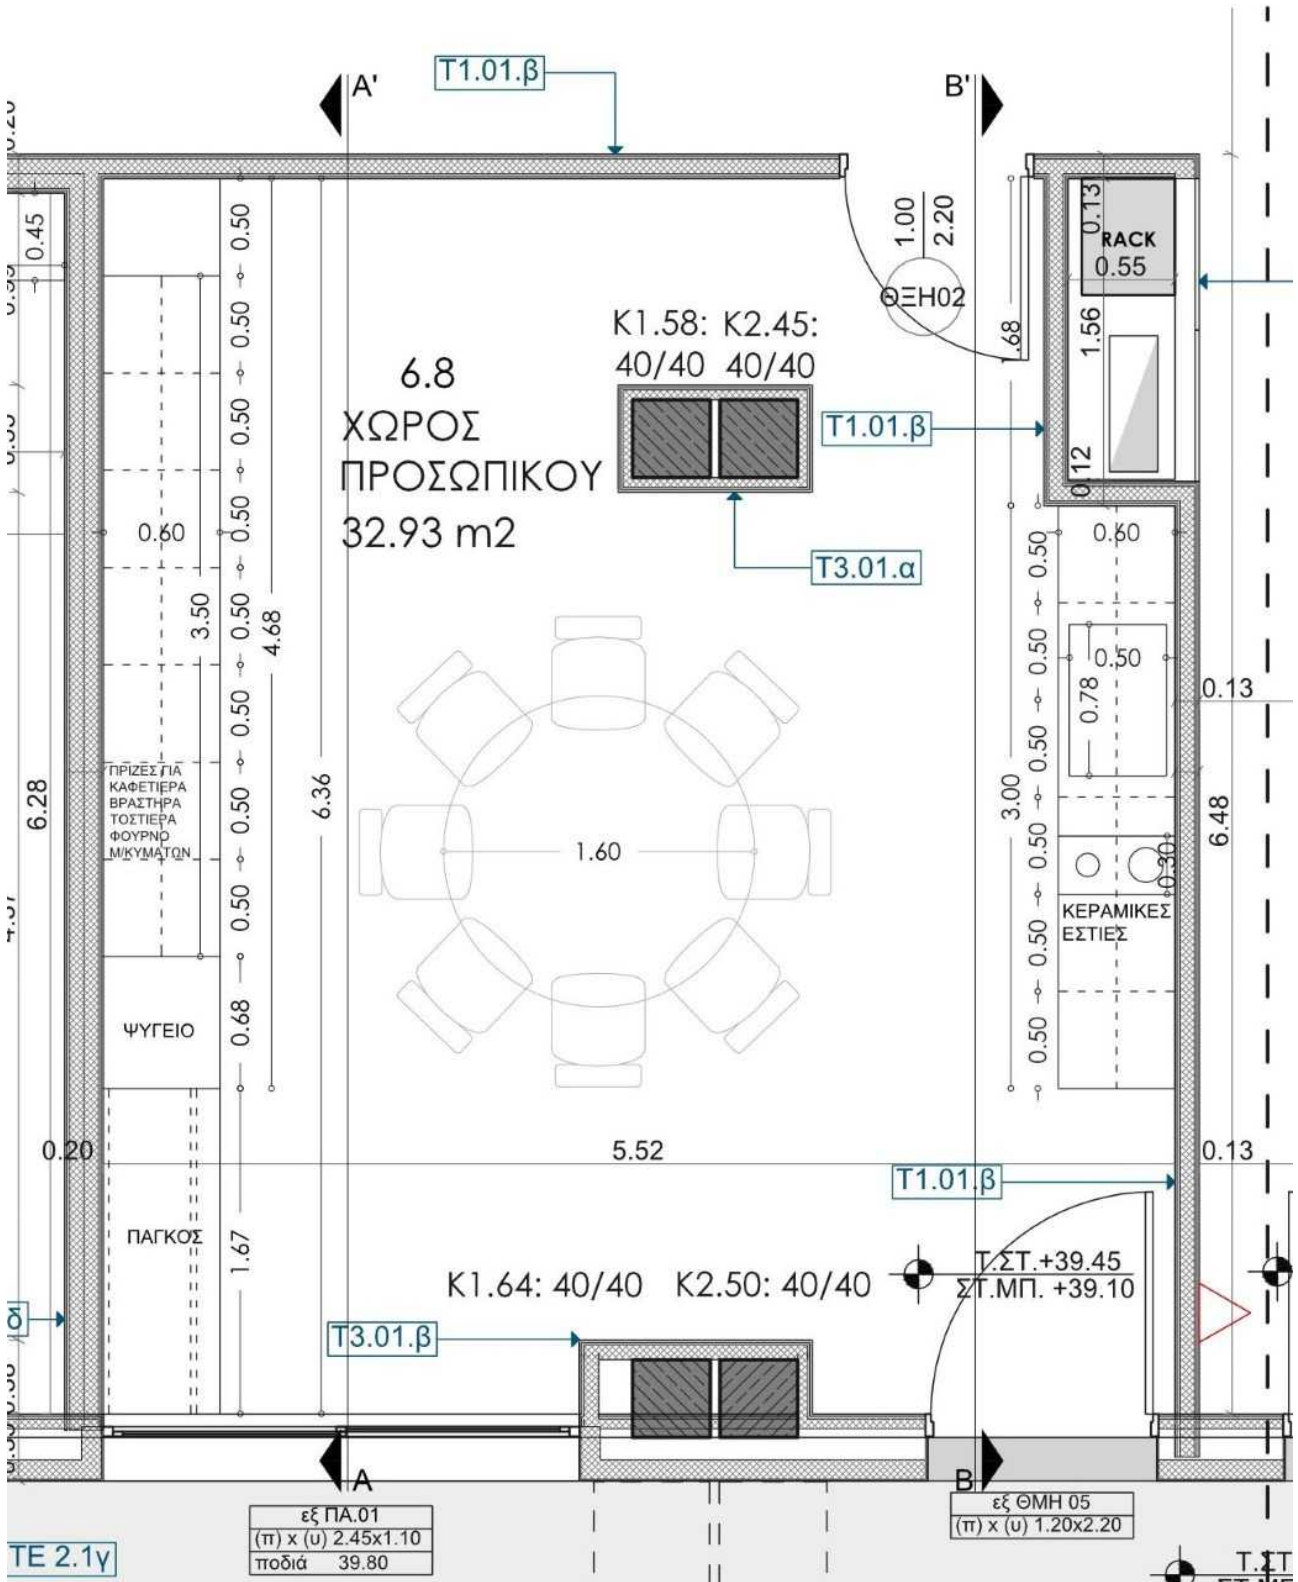 T1.01.β
A'
B'
0.45
0.50
1.00
2.20
0.13
RACK
0.55
ΘΞΗ02
0.50
K1.58: K2.45:
40/40 40/40
1.68
1.56
6.8
ΧΩΡΟΣ
ΠΡΟΣΩΠΙΚΟΥ
32.93 m2
0.50
T1.01.β
0.12
0.60
0.50
0.50
0.60
T3.01.α
3.50
0.50
4.68
0.50
0.50
0.78
0.13
0.50
ΠΡΙΖΕΣ ΓΙΑ
ΚΑΦΕΤΙΕΡΑ
ΒΡΑΣΤΗΡΑ
ΤΟΣΤΙΕΡΑ
ΦΟΥΡΝΟ
Μ/ΚΥΜΑΤΩΝ
6.28
0.50
6.36
1.60
3.00
0.50
0.50
0.30
6.48
0.50
ΚΕΡΑΜΙΚΕΣ
ΕΣΤΙΕΣ
0.50
ΨΥΓΕΙΟ
0.68
0.50
0.20
5.52
0.13
T1.01.β
ΠΑΓΚΟΣ
1.67
K1.64: 40/40 K2.50: 40/40
Τ.ΣΤ.+39.45
ΣΤ.ΜΠ. +39.10
δ
T3.01.β
A
B
εξ ΠΑ.01
(π) x (υ) 2.45x1.10
ποδιά 39.80
εξ ΘΜΗ 05
(π) x (υ) 1.20x2.20
TE 2.1γ
Τ.ΣΤ